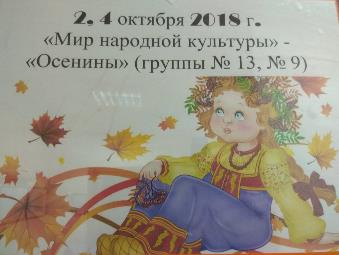 2, 4 октября 2018 г.
«Мир народной культуры» -
«Осенины» (группы № 13, № 9)